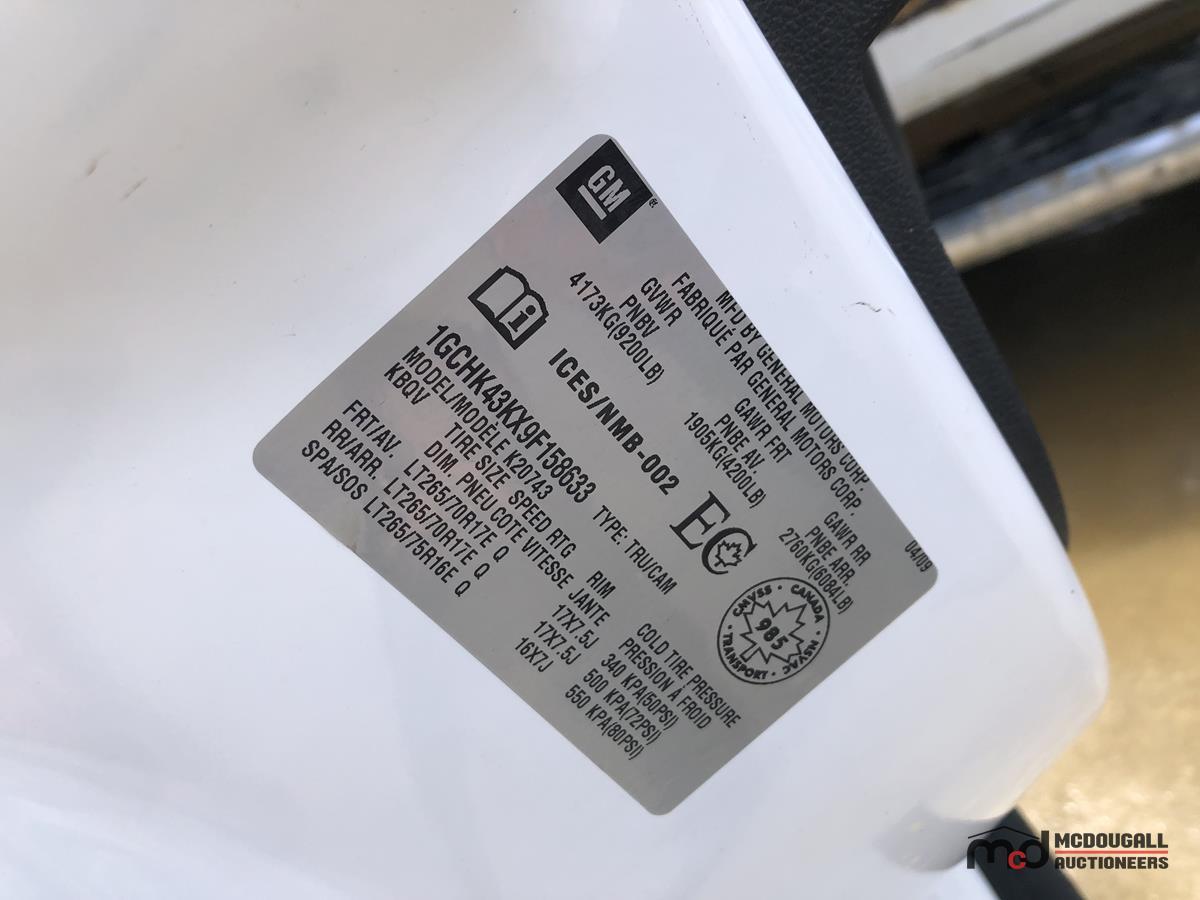 GM
MFD BY GENERAL MOTORS CORP.
FABRIQUÉ PAR GENERAL MOTORS CORP.
04/09
GVWR GAWR FRT GAWR RR
PNBV PNBE AV. PNBE ARR.
4173KG(9200LB) 1905KG(4200LB) 2760KG(6084LB)
i ICES/NMB-002 EC
CMVSS · CANADA · NSVAC · TRANSPORT ·
985
1GCHK43KX9F158633 TYPE: TRU/CAM
MODEL/MODÈLE K20743
KBQV
TIRE SIZE SPEED RTG RIM COLD TIRE PRESSURE
DIM. PNEU COTE VITESSE JANTE PRESSION À FROID
FRT/AV. LT265/70R17E Q 17X7.5J 340 KPA(50PSI)
RR/ARR. LT265/70R17E Q 17X7.5J 500 KPA(72PSI)
SPA/SOS LT265/75R16E Q 16X7J 550 KPA(80PSI)
mcd MCDOUGALL
AUCTIONEERS